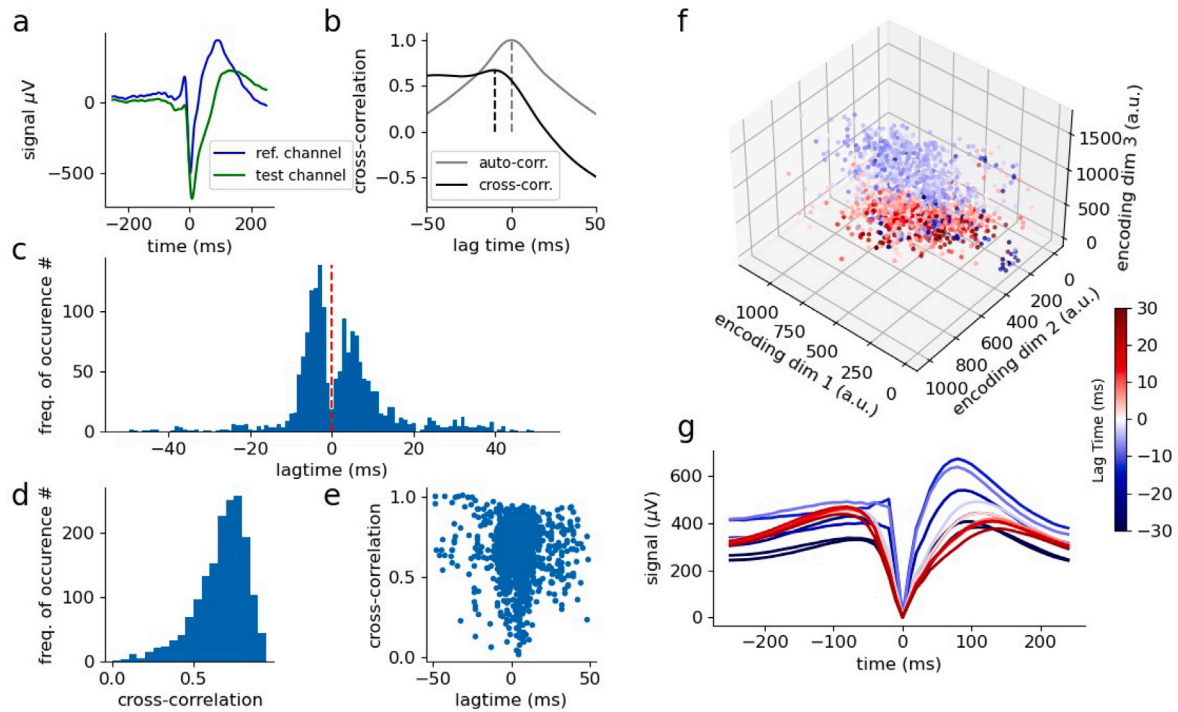 a
signal μV
0
−500
−200
0
200
time (ms)
ref. channel
test channel
b
cross-correlation
1.0
0.5
0.0
−0.5
−50
0
50
lag time (ms)
auto-corr.
cross-corr.
c
freq. of occurence #
100
50
0
−40
−20
0
20
40
lagtime (ms)
d
freq. of occurence #
200
100
0
0.0
0.5
cross-correlation
e
cross-correlation
1.0
0.5
0.0
−50
0
50
lagtime (ms)
f
1500
1000
500
0
encoding dim 3 (a.u.)
0
200
400
600
800
1000
encoding dim 2 (a.u.)
1000
750
500
250
0
encoding dim 1 (a.u.)
30
20
10
0
−10
−20
−30
Lag Time (ms)
g
signal (μV)
600
400
200
0
−200
−100
0
100
200
time (ms)